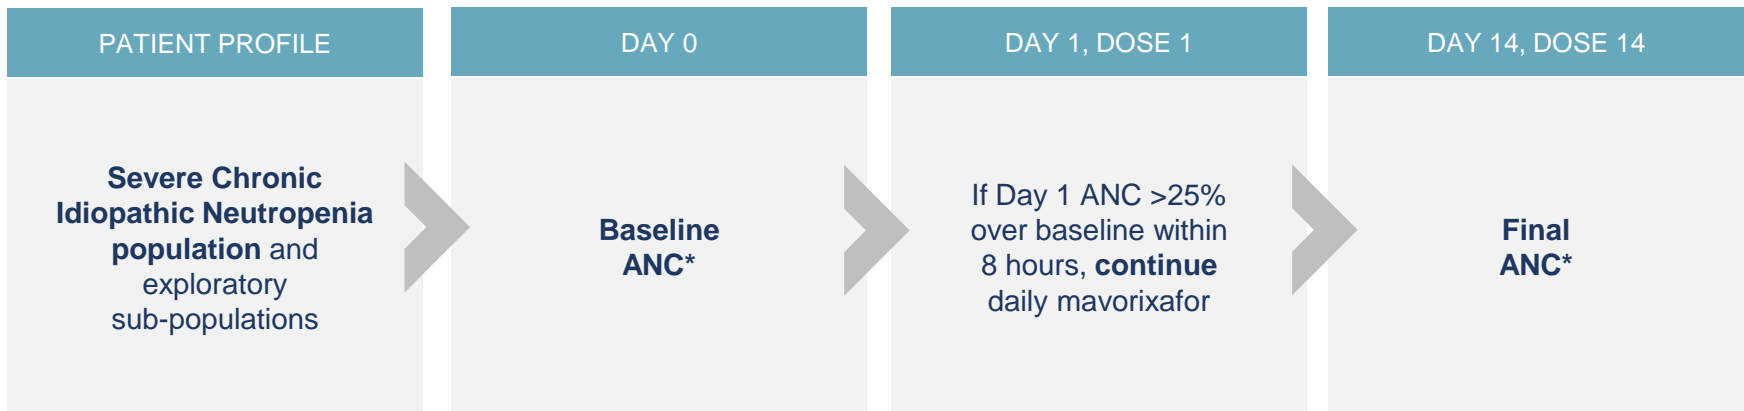 PATIENT PROFILE
Severe Chronic
Idiopathic Neutropenia
population and
exploratory
sub-populations
DAY 0
Baseline
ANC*
DAY 1, DOSE 1
If Day 1 ANC >25%
over baseline within
8 hours, continue
daily mavorixafor
DAY 14, DOSE 14
Final
ANC*